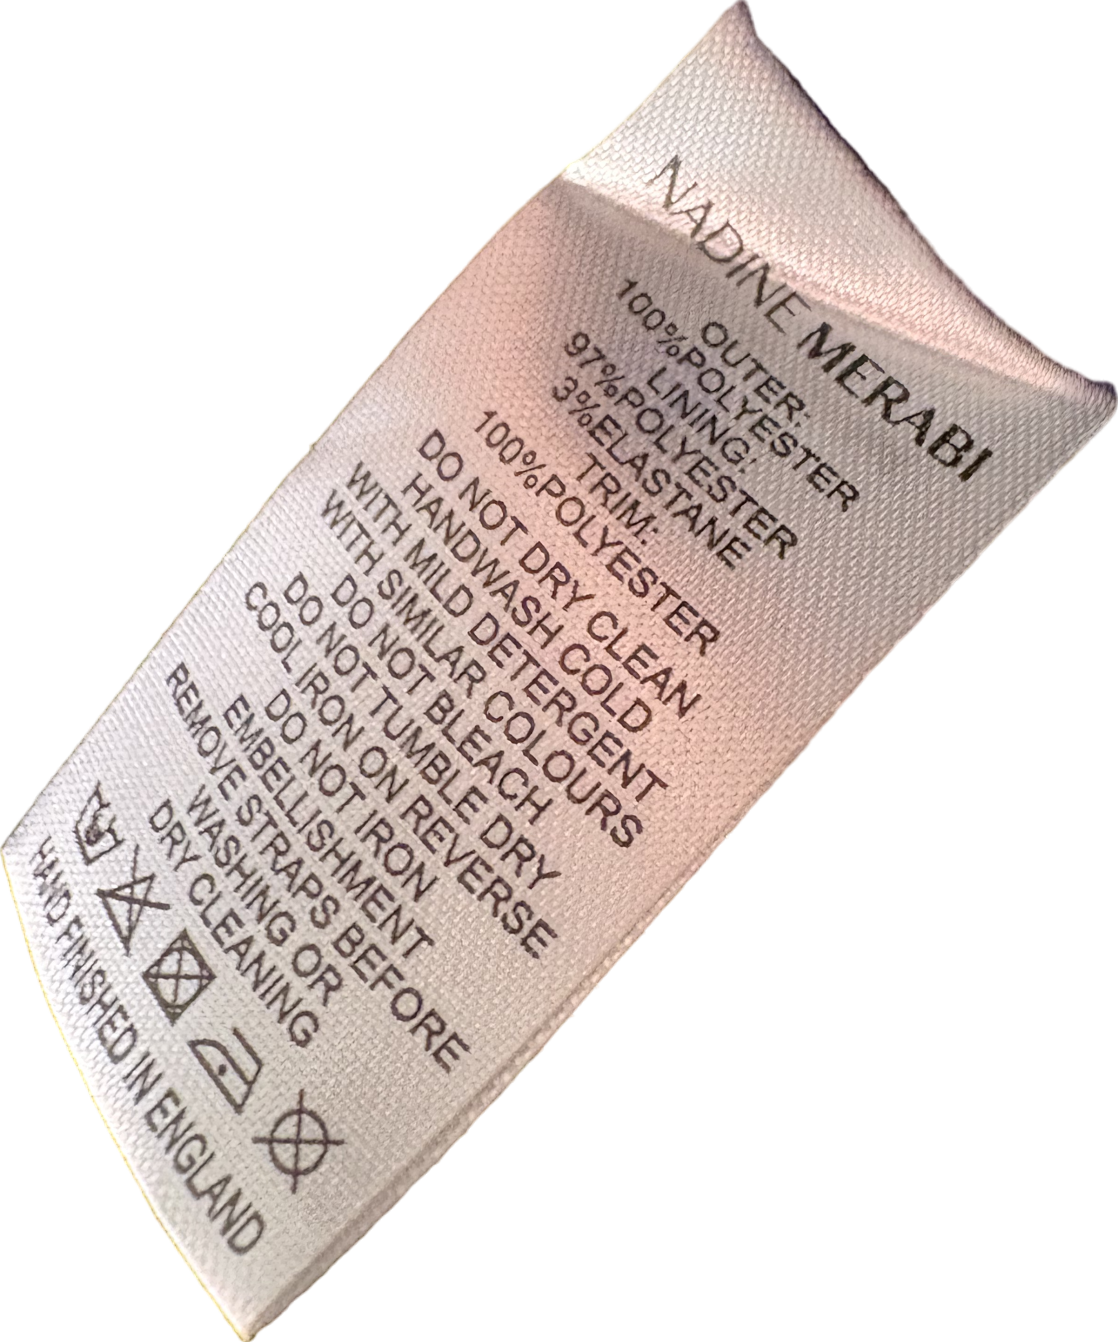 NADINE MERABI
OUTER:
100%POLYESTER
LINING:
97%POLYESTER
3%ELASTANE
TRIM:
100%POLYESTER
DO NOT DRY CLEAN
HANDWASH COLD
WITH MILD DETERGENT
WITH SIMILAR COLOURS
DO NOT BLEACH
DO NOT TUMBLE DRY
COOL IRON ON REVERSE
DO NOT IRON
EMBELLISHMENT
REMOVE STRAPS BEFORE
WASHING OR
DRY CLEANING
HAND FINISHED IN ENGLAND